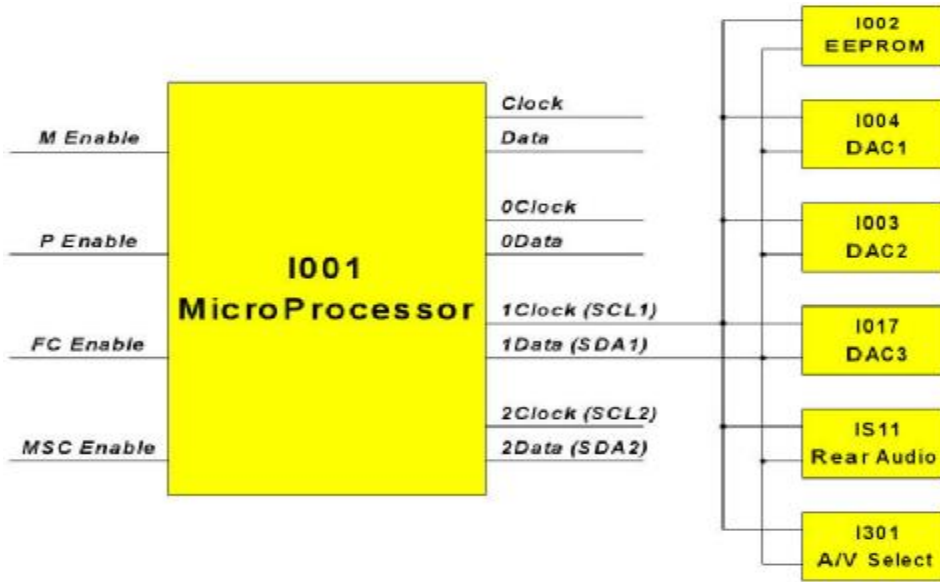 M Enable
P Enable
FC Enable
MSC Enable
I001
MicroProcessor
Clock
Data
0Clock
0Data
1Clock (SCL1)
1Data (SDA1)
2Clock (SCL2)
2Data (SDA2)
I002
EEPROM
I004
DAC1
I003
DAC2
I017
DAC3
IS11
Rear Audio
I301
A/V Select